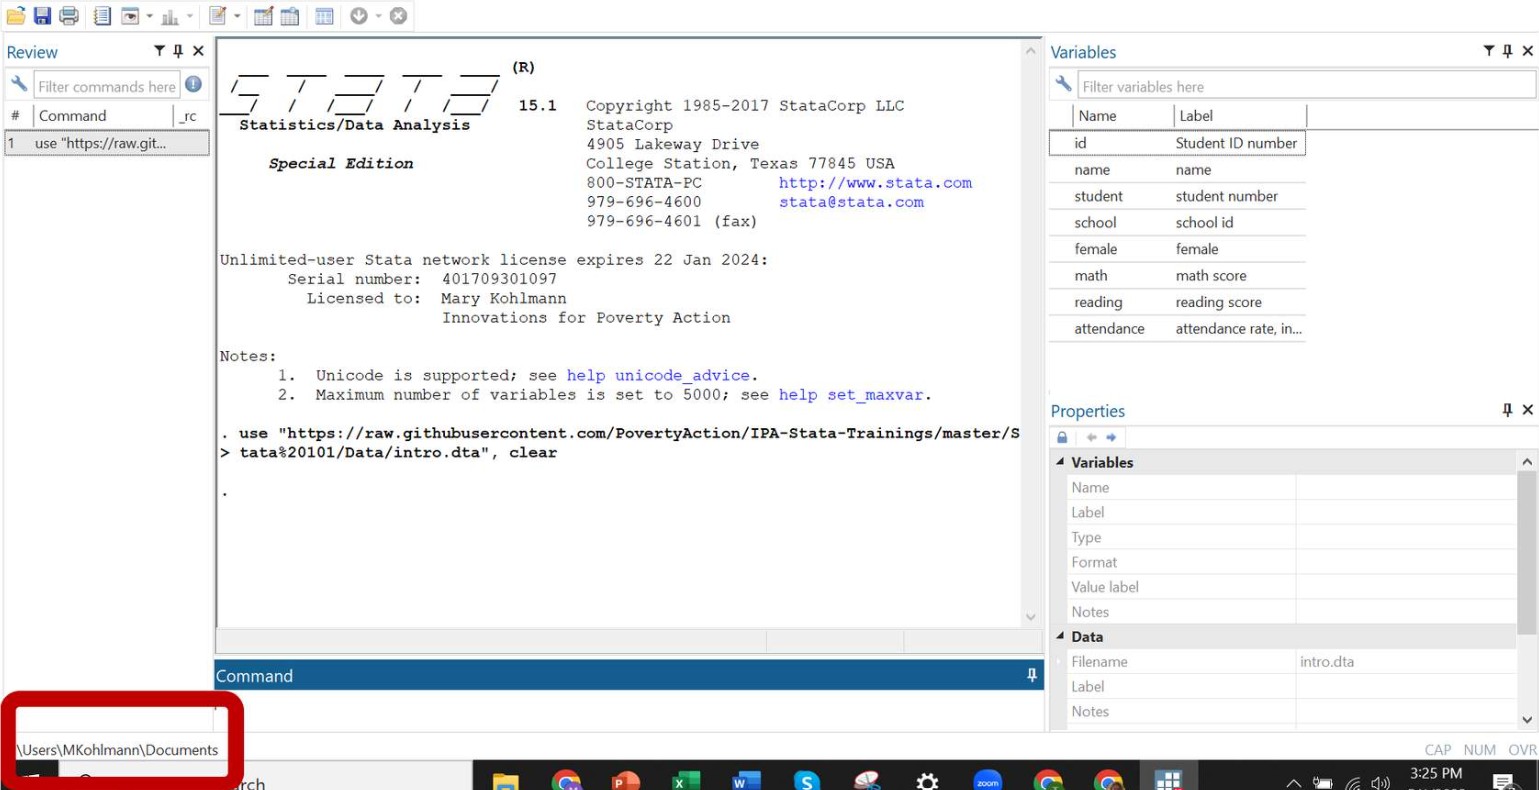 Review
Filter commands here
# Command _rc
1 use "https://raw.git...
(R)
15.1 Copyright 1985-2017 StataCorp LLC
Statistics/Data Analysis StataCorp
4905 Lakeway Drive
Special Edition College Station, Texas 77845 USA
800-STATA-PC http://www.stata.com
979-696-4600 stata@stata.com
979-696-4601 (fax)
Unlimited-user Stata network license expires 22 Jan 2024:
Serial number: 401709301097
Licensed to: Mary Kohlmann
Innovations for Poverty Action
Notes:
1. Unicode is supported; see help unicode_advice.
2. Maximum number of variables is set to 5000; see help set_maxvar.
. use "https://raw.githubusercontent.com/PovertyAction/IPA-Stata-Trainings/master/S
> tata%20101/Data/intro.dta", clear
.
Command
\Users\MKohlmann\Documents
Variables
Filter variables here
Name Label
id Student ID number
name name
student student number
school school id
female female
math math score
reading reading score
attendance attendance rate, in...
Properties
Variables
Name
Label
Type
Format
Value label
Notes
Data
Filename intro.dta
Label
Notes
CAP NUM OVR
zoom
3:25 PM